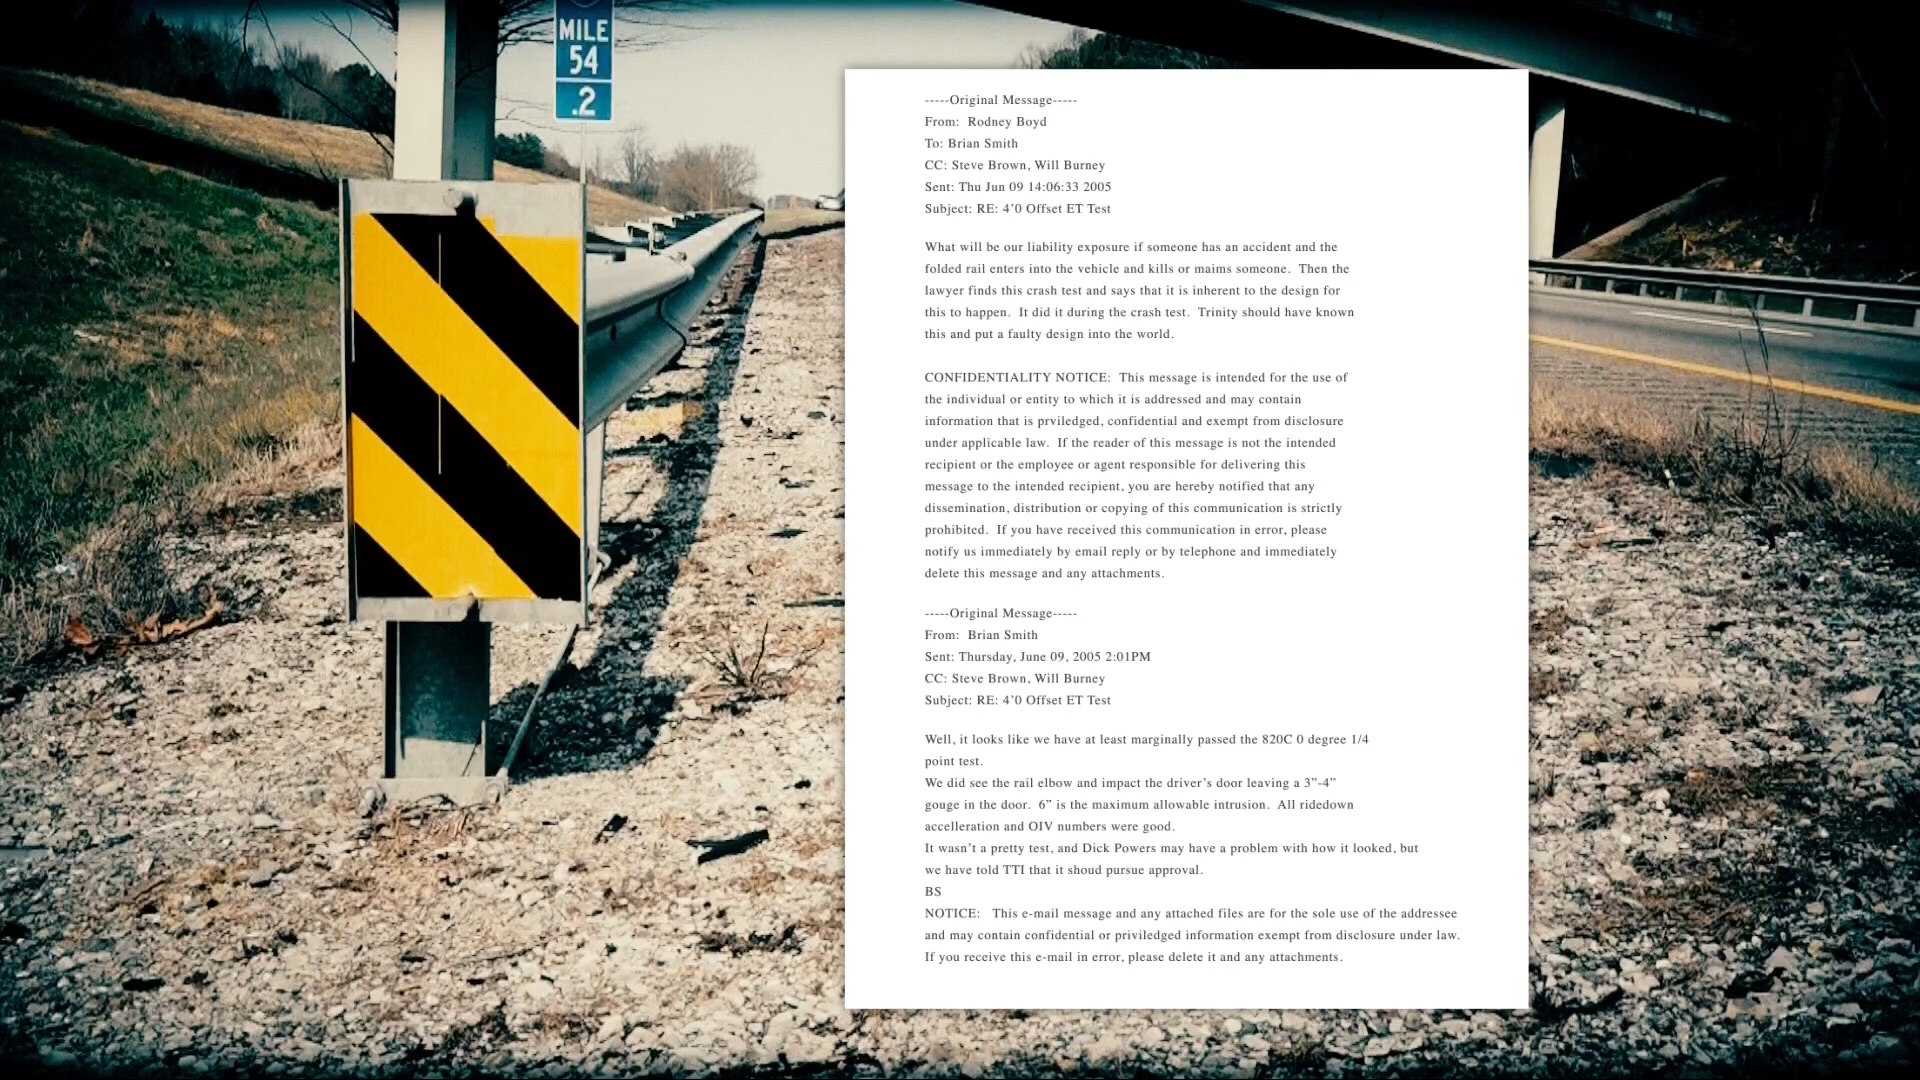 MILE
54
.2
-----Original Message-----
From:  Rodney Boyd
To: Brian Smith
CC: Steve Brown, Will Burney
Sent: Thu Jun 09 14:06:33 2005
Subject: RE: 4’0 Offset ET Test
What will be our liability exposure if someone has an accident and the
folded rail enters into the vehicle and kills or maims someone.  Then the
lawyer finds this crash test and says that it is inherent to the design for
this to happen.  It did it during the crash test.  Trinity should have known
this and put a faulty design into the world.
CONFIDENTIALITY NOTICE:  This message is intended for the use of
the individual or entity to which it is addressed and may contain
information that is prviledged, confidential and exempt from disclosure
under applicable law.  If the reader of this message is not the intended
recipient or the employee or agent responsible for delivering this
message to the intended recipient, you are hereby notified that any
dissemination, distribution or copying of this communication is strictly
prohibited.  If you have received this communication in error, please
notify us immediately by email reply or by telephone and immediately
delete this message and any attachments.
-----Original Message-----
From:  Brian Smith
Sent: Thursday, June 09, 2005 2:01PM
CC: Steve Brown, Will Burney
Subject: RE: 4’0 Offset ET Test
Well, it looks like we have at least marginally passed the 820C 0 degree 1/4
point test.
We did see the rail elbow and impact the driver’s door leaving a 3”-4”
gouge in the door.  6” is the maximum allowable intrusion.  All ridedown
accelleration and OIV numbers were good.
It wasn’t a pretty test, and Dick Powers may have a problem with how it looked, but
we have told TTI that it shoud pursue approval.
BS
NOTICE:   This e-mail message and any attached files are for the sole use of the addressee
and may contain confidential or priviledged information exempt from disclosure under law.
If you receive this e-mail in error, please delete it and any attachments.